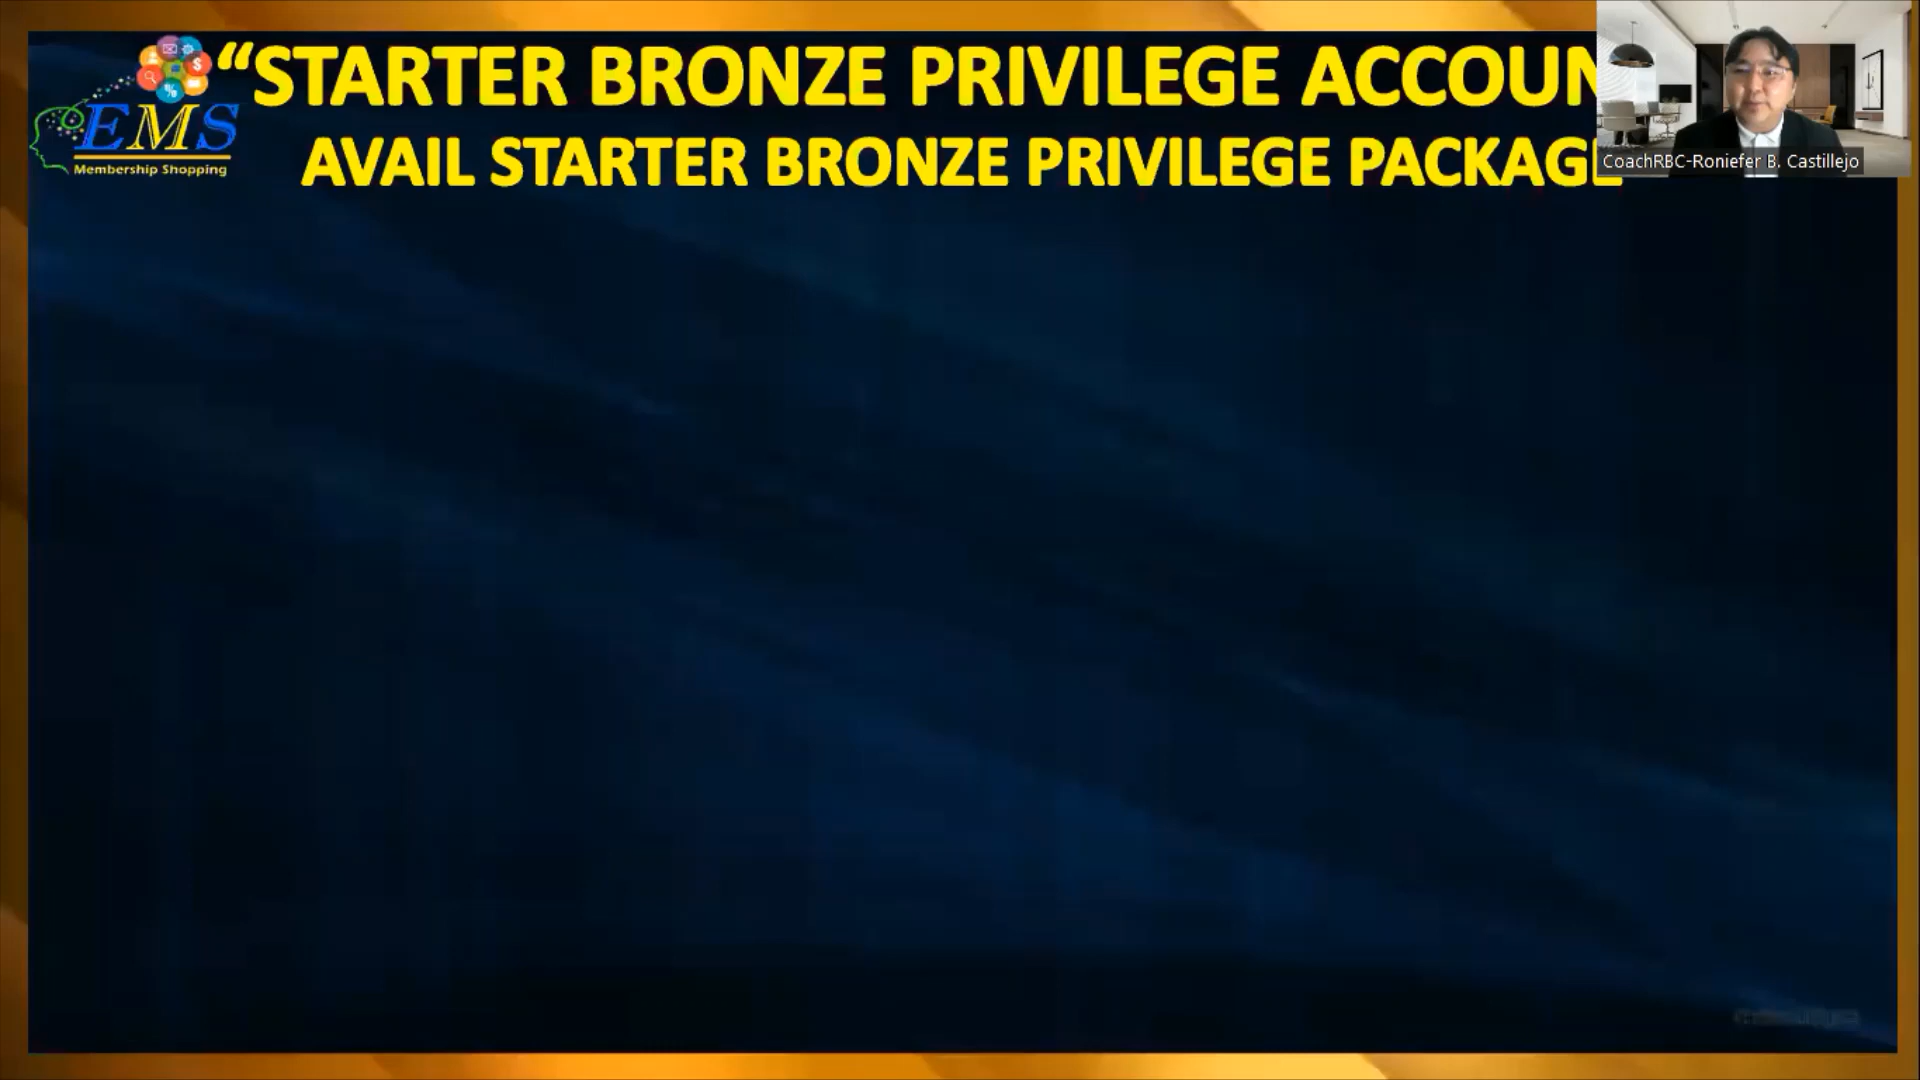 “STARTER BRONZE PRIVILEGE ACCOUN
AVAIL STARTER BRONZE PRIVILEGE PACKAGE
EMS
Membership Shopping
CoachRBC-Roniefer B. Castillejo